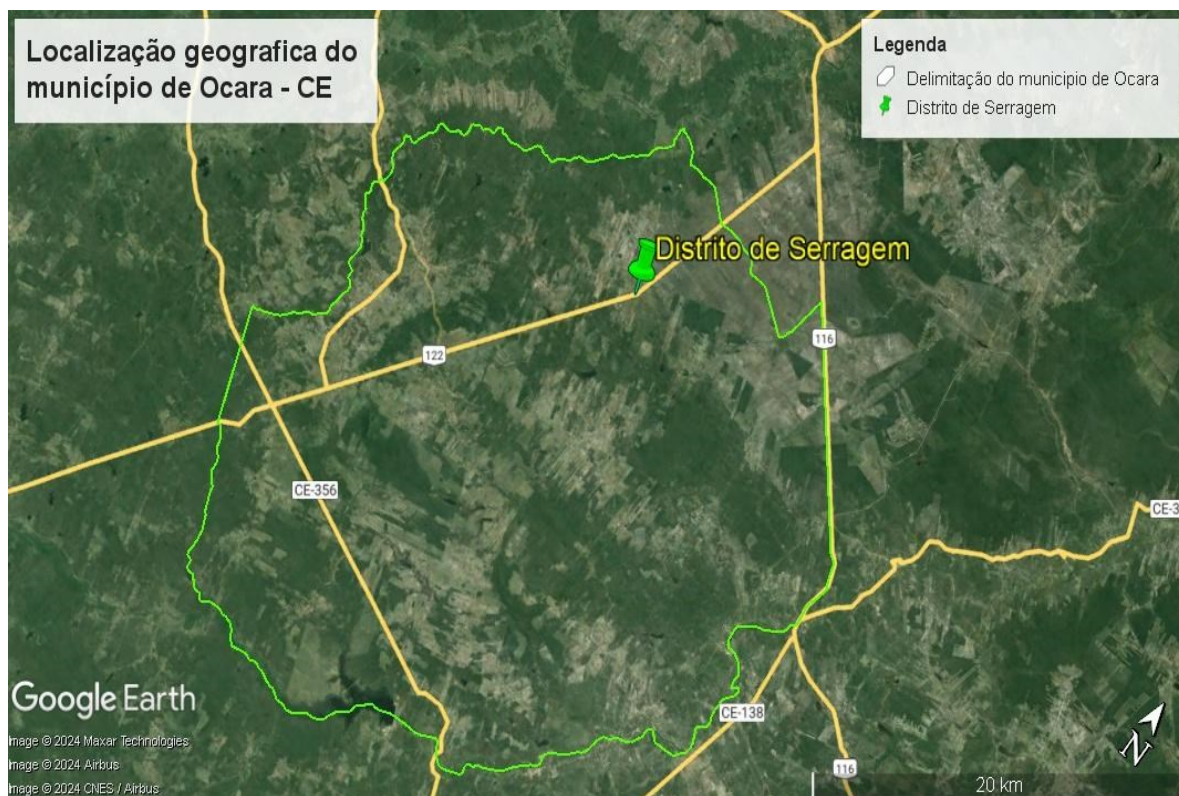 Localização geografica do
município de Ocara - CE
Legenda
Delimitação do municipio de Ocara
Distrito de Serragem
Distrito de Serragem
122
116
CE-356
CE-3
CE-138
116
Google Earth
Image © 2024 Maxar Technologies
Image © 2024 Airbus
Image © 2024 CNES / Airbus
N
20 km